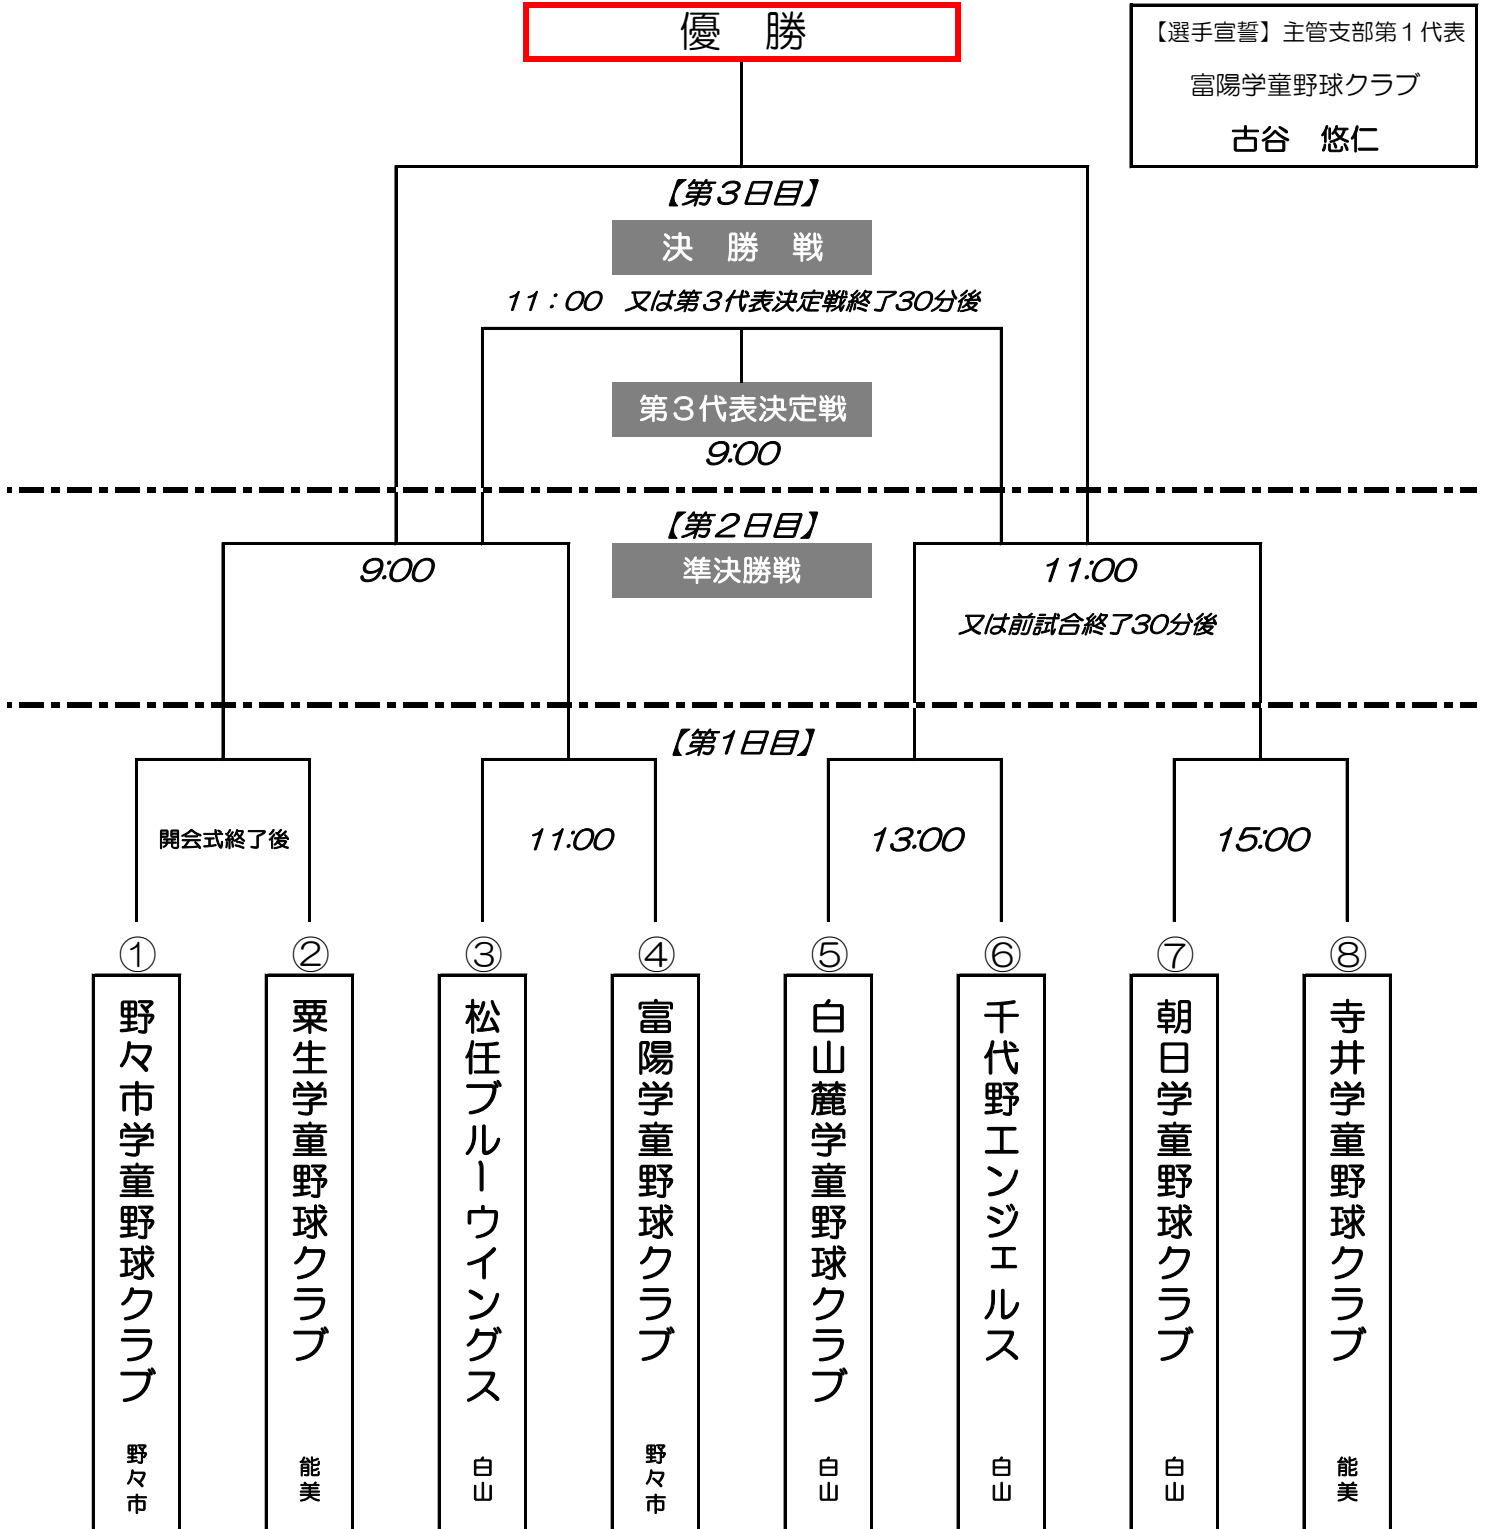 優　勝
【選手宣誓】主管支部第１代表
富陽学童野球クラブ
古谷　悠仁
【第３日目】
決　勝　戦
11：00　又は第３代表決定戦終了30分後
第３代表決定戦
9:00
【第２日目】
準決勝戦
9:00
11:00
又は前試合終了30分後
【第１日目】
開会式終了後
11:00
13:00
15:00
①
②
③
④
⑤
⑥
⑦
⑧
野々市学童野球クラブ
野々市
粟生学童野球クラブ
能美
松任ブルーウイングス
白山
富陽学童野球クラブ
野々市
白山麓学童野球クラブ
白山
千代野エンジェルス
白山
朝日学童野球クラブ
白山
寺井学童野球クラブ
能美